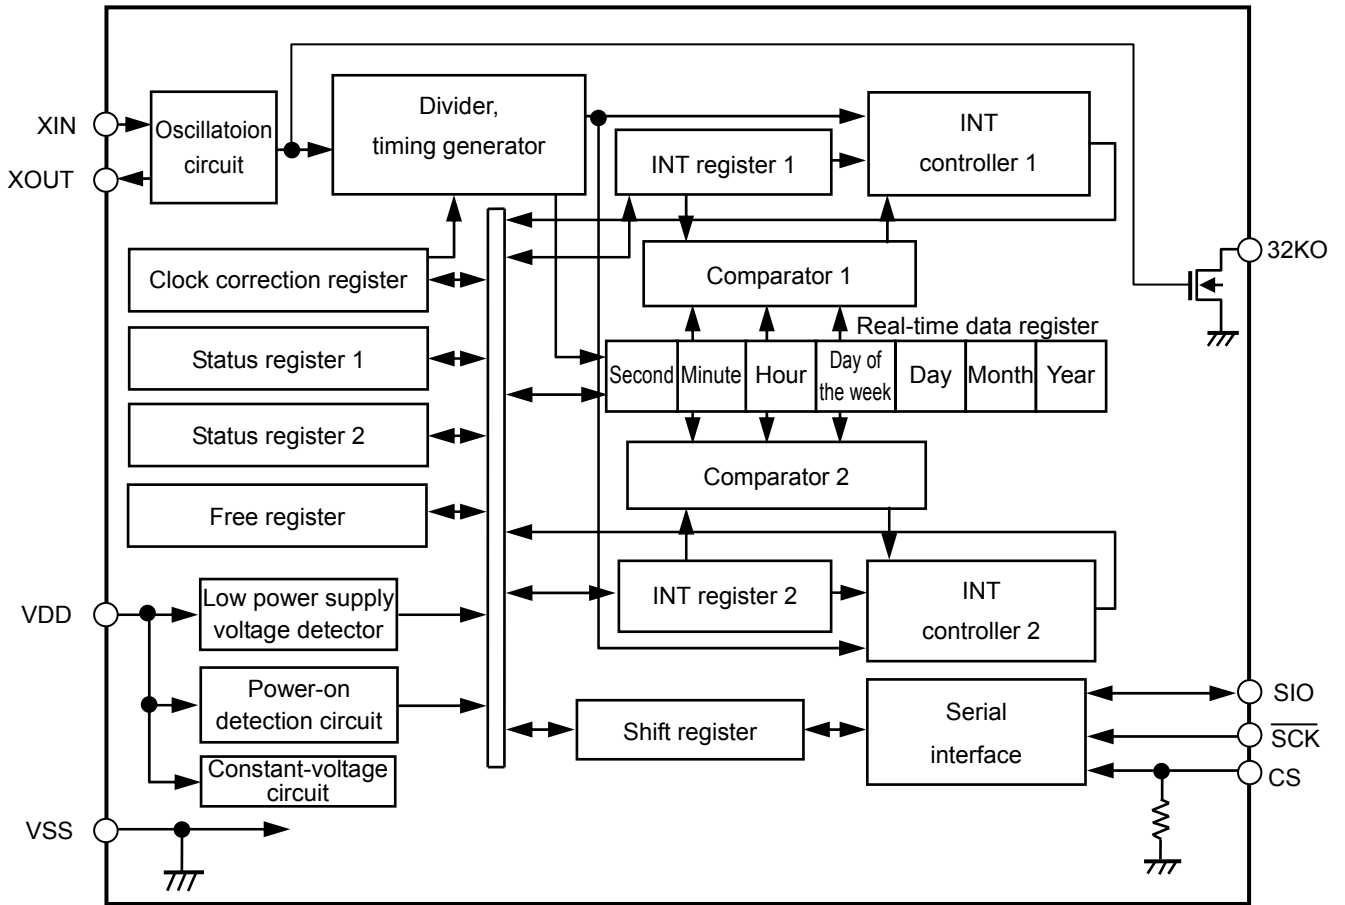 XIN
XOUT
Oscillatoion
circuit
Divider,
timing generator
INT register 1
INT
controller 1
32KO
Clock correction register
Comparator 1
Real-time data register
Status register 1
Second
Minute
Hour
Day of
the week
Day
Month
Year
Status register 2
Comparator 2
Free register
VDD
Low power supply
voltage detector
INT register 2
INT
controller 2
Power-on
detection circuit
Shift register
Serial
interface
SIO
SCK
CS
Constant-voltage
circuit
VSS